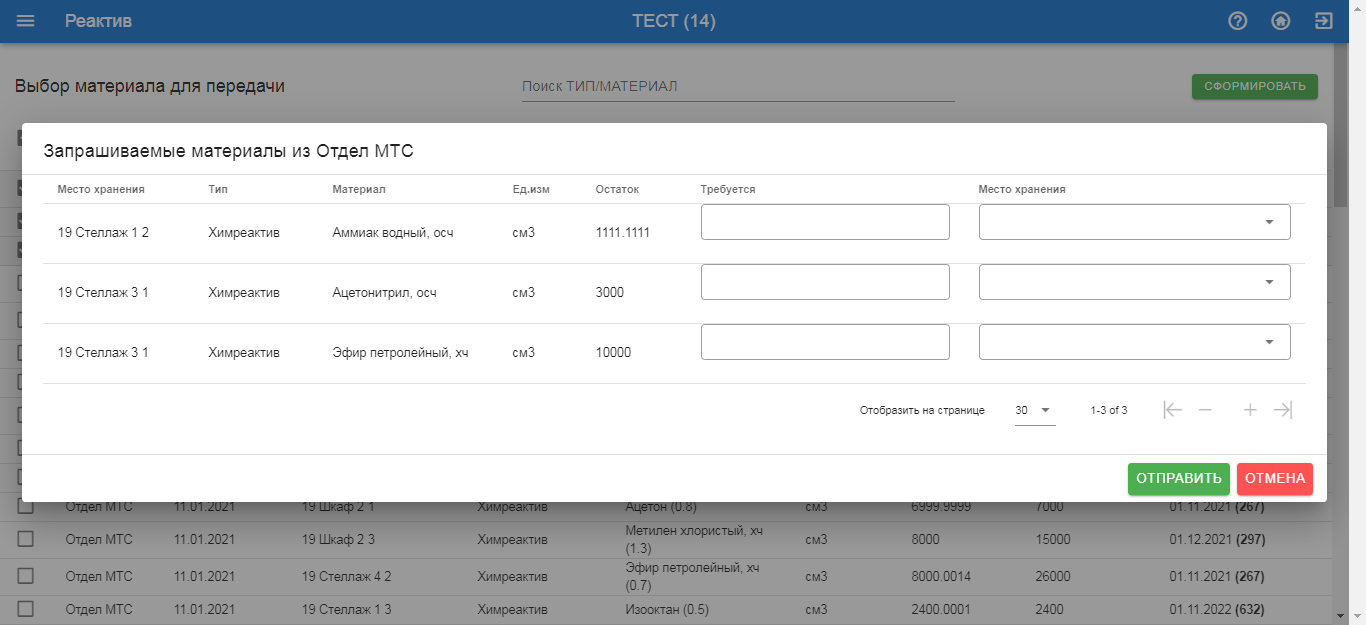 Реактив ТЕСТ (14)
Выбор материала для передачи Поиск ТИП/МАТЕРИАЛ СФОРМИРОВАТЬ
Запрашиваемые материалы из Отдел МТС
Место хранения Тип Материал Ед.изм Остаток Требуется Место хранения
19 Стеллаж 1 2 Химреактив Аммиак водный, осч см3 1111.1111
19 Стеллаж 3 1 Химреактив Ацетонитрил, осч см3 3000
19 Стеллаж 3 1 Химреактив Эфир петролейный, хч см3 10000
Отобразить на странице 30 1-3 of 3
ОТПРАВИТЬ ОТМЕНА
Отдел МТС 11.01.2021 19 Шкаф 2 1 Химреактив Ацетон (0.8) см3 6999.9999 7000 01.11.2021 (267)
Отдел МТС 11.01.2021 19 Шкаф 2 3 Химреактив Метилен хлористый, хч см3 8000 15000 01.12.2021 (297)
(1.3)
Отдел МТС 11.01.2021 19 Стеллаж 4 2 Химреактив Эфир петролейный, хч см3 8000.0014 26000 01.11.2021 (267)
(0.7)
Отдел МТС 11.01.2021 19 Стеллаж 1 3 Химреактив Изооктан (0.5) см3 2400.0001 2400 01.11.2022 (632)